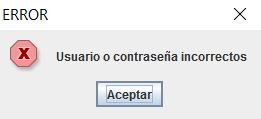 ERROR
Usuario o contraseña incorrectos
Aceptar